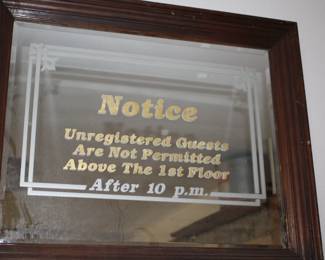 Notice
Unregistered Guests
Are Not Permitted
Above The 1st Floor
After 10 p.m.